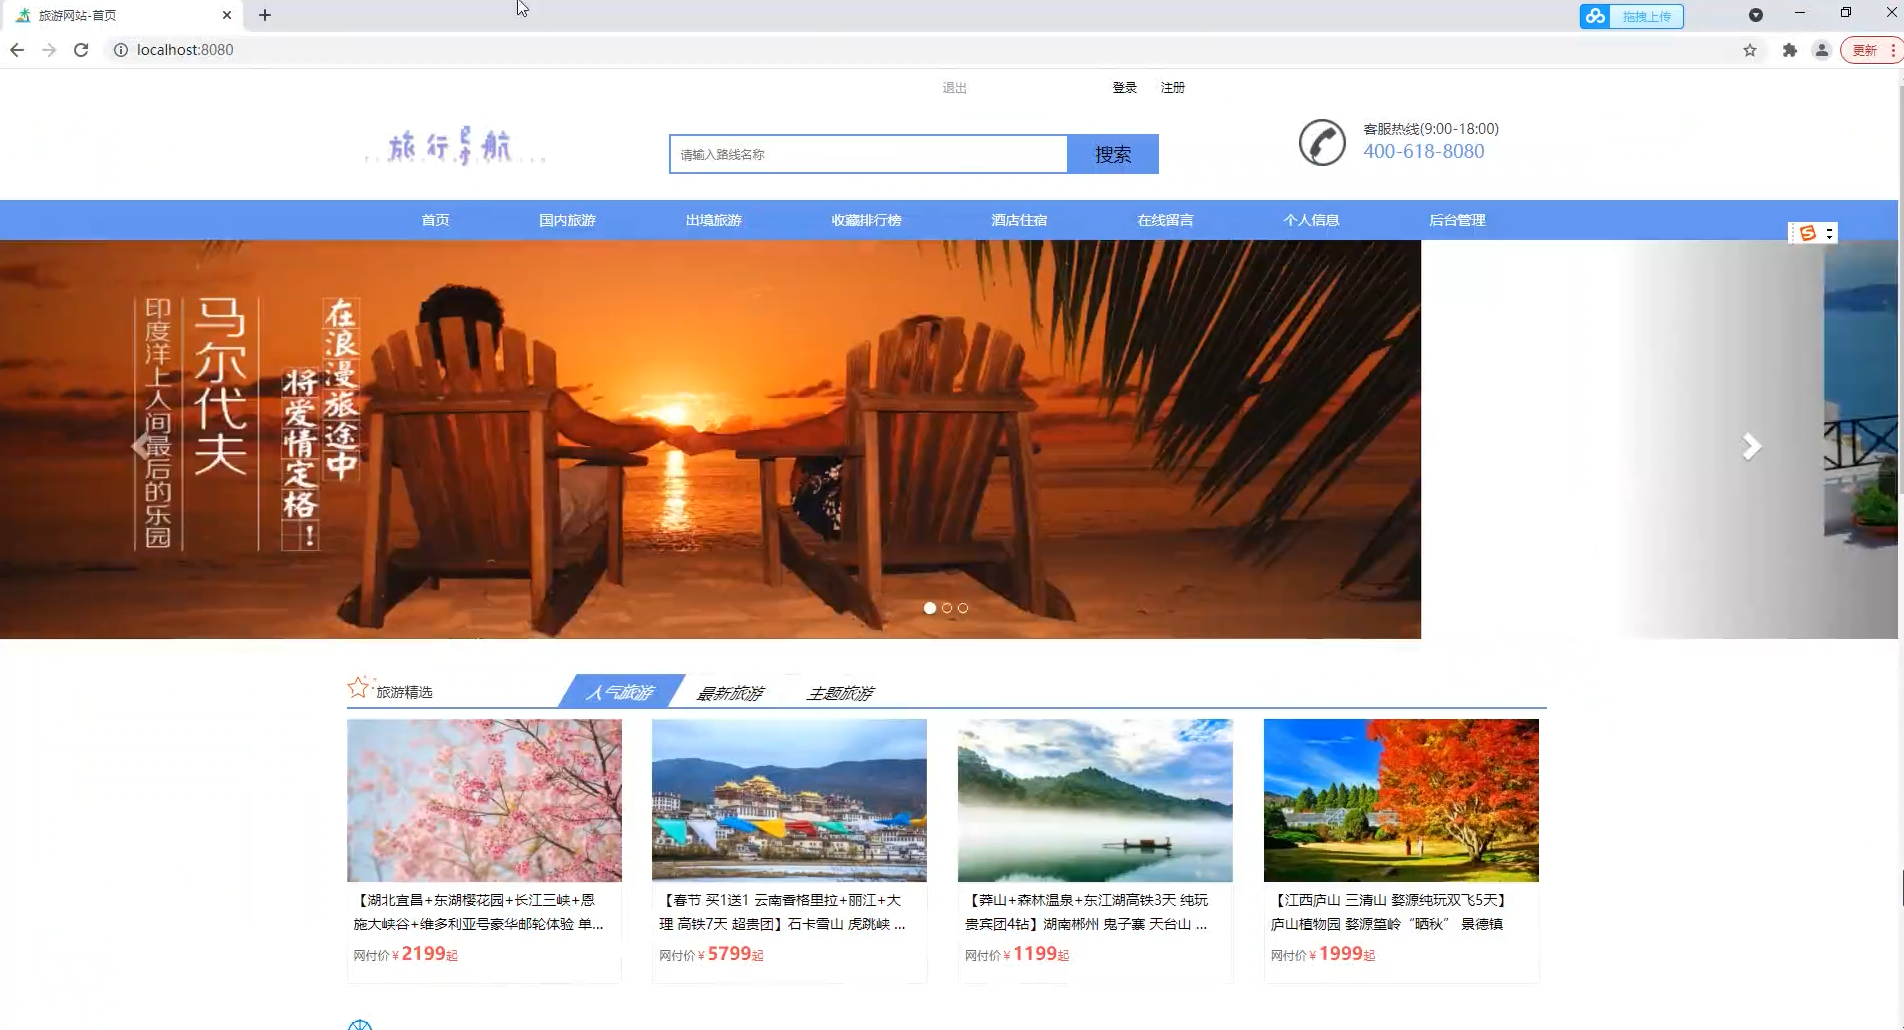 旅游网站-首页
拖拽上传
localhost:8080
更新
退出
登录 注册
旅行导航
请输入路线名称
搜索
客服热线(9:00-18:00)
400-618-8080
首页 国内旅游 出境旅游 收藏排行榜 酒店住宿 在线留言 个人信息 后台管理
在浪漫旅途中
将爱情定格!
马尔代夫
印度洋上人间最后的乐园
旅游精选
人气旅游 最新旅游 主题旅游
【湖北宜昌+东湖樱花园+长江三峡+恩
施大峡谷+维多利亚号豪华邮轮体验 单...
网付价¥2199起
【春节 买1送1 云南香格里拉+丽江+大
理 高铁7天 超贵团】石卡雪山 虎跳峡 ...
网付价¥5799起
【莽山+森林温泉+东江湖高铁3天 纯玩
贵宾团4钻】湖南郴州 鬼子寨 天台山 ...
网付价¥1199起
【江西庐山 三清山 婺源纯玩双飞5天】
庐山植物园 婺源篁岭“晒秋” 景德镇
网付价¥1999起